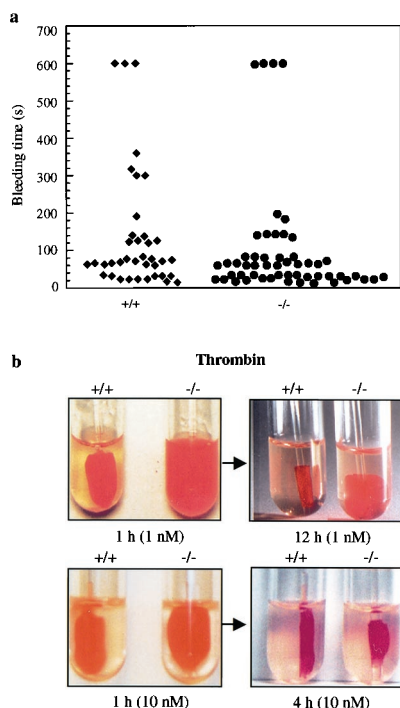 a
700
600
500
400
300
200
100
0
Bleeding time (s)
+/+ -/-
b
Thrombin
+/+ -/- +/+ -/-
1 h (1 nM) 12 h (1 nM)
+/+ -/- +/+ -/-
1 h (10 nM) 4 h (10 nM)